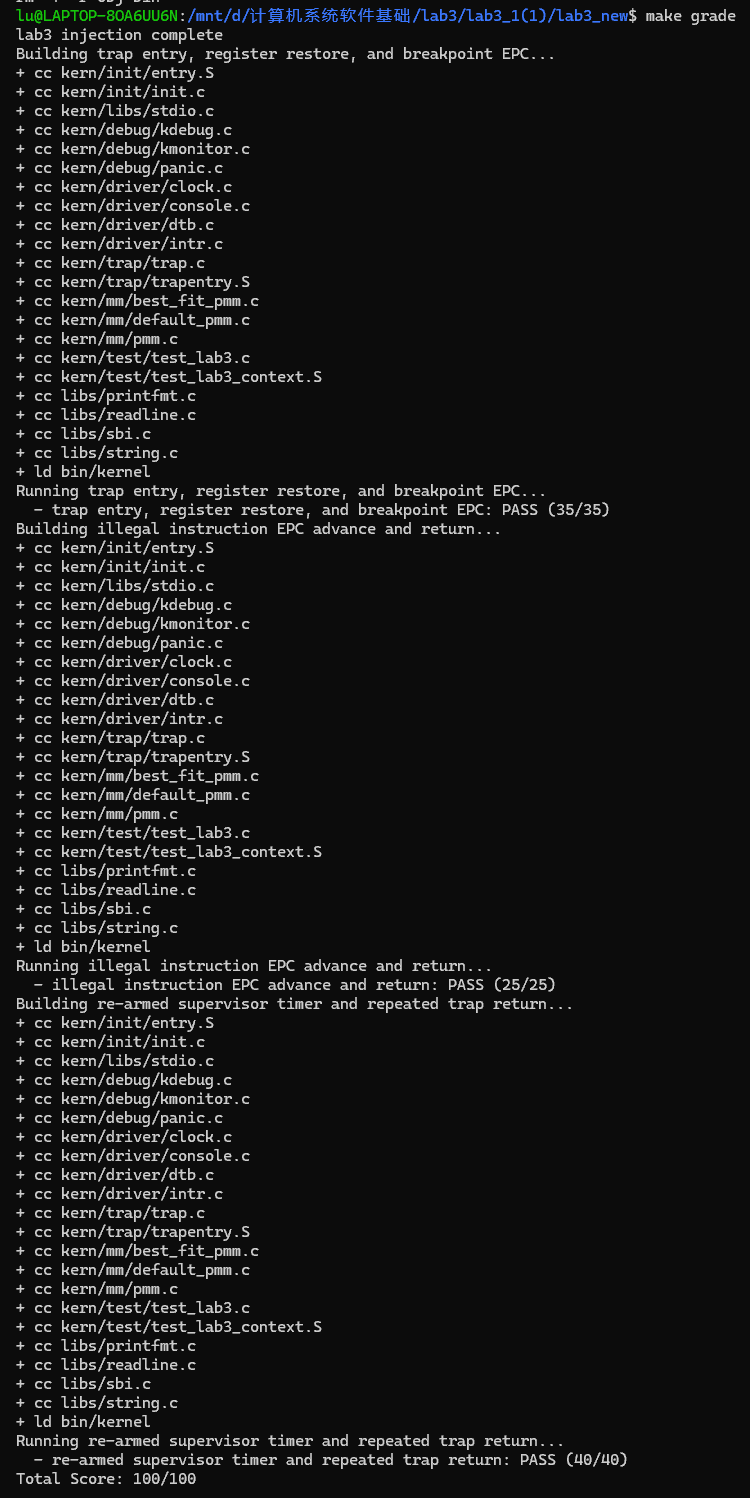 lu@LAPTOP-8OA6UU6N:/mnt/d/计算机系统软件基础/lab3/lab3_1(1)/lab3_new$ make grade
lab3 injection complete
Building trap entry, register restore, and breakpoint EPC...
+ cc kern/init/entry.S
+ cc kern/init/init.c
+ cc kern/libs/stdio.c
+ cc kern/debug/kdebug.c
+ cc kern/debug/kmonitor.c
+ cc kern/debug/panic.c
+ cc kern/driver/clock.c
+ cc kern/driver/console.c
+ cc kern/driver/dtb.c
+ cc kern/driver/intr.c
+ cc kern/trap/trap.c
+ cc kern/trap/trapentry.S
+ cc kern/mm/best_fit_pmm.c
+ cc kern/mm/default_pmm.c
+ cc kern/mm/pmm.c
+ cc kern/test/test_lab3.c
+ cc kern/test/test_lab3_context.S
+ cc libs/printfmt.c
+ cc libs/readline.c
+ cc libs/sbi.c
+ cc libs/string.c
+ ld bin/kernel
Running trap entry, register restore, and breakpoint EPC...
  - trap entry, register restore, and breakpoint EPC: PASS (35/35)
Building illegal instruction EPC advance and return...
+ cc kern/init/entry.S
+ cc kern/init/init.c
+ cc kern/libs/stdio.c
+ cc kern/debug/kdebug.c
+ cc kern/debug/kmonitor.c
+ cc kern/debug/panic.c
+ cc kern/driver/clock.c
+ cc kern/driver/console.c
+ cc kern/driver/dtb.c
+ cc kern/driver/intr.c
+ cc kern/trap/trap.c
+ cc kern/trap/trapentry.S
+ cc kern/mm/best_fit_pmm.c
+ cc kern/mm/default_pmm.c
+ cc kern/mm/pmm.c
+ cc kern/test/test_lab3.c
+ cc kern/test/test_lab3_context.S
+ cc libs/printfmt.c
+ cc libs/readline.c
+ cc libs/sbi.c
+ cc libs/string.c
+ ld bin/kernel
Running illegal instruction EPC advance and return...
  - illegal instruction EPC advance and return: PASS (25/25)
Building re-armed supervisor timer and repeated trap return...
+ cc kern/init/entry.S
+ cc kern/init/init.c
+ cc kern/libs/stdio.c
+ cc kern/debug/kdebug.c
+ cc kern/debug/kmonitor.c
+ cc kern/debug/panic.c
+ cc kern/driver/clock.c
+ cc kern/driver/console.c
+ cc kern/driver/dtb.c
+ cc kern/driver/intr.c
+ cc kern/trap/trap.c
+ cc kern/trap/trapentry.S
+ cc kern/mm/best_fit_pmm.c
+ cc kern/mm/default_pmm.c
+ cc kern/mm/pmm.c
+ cc kern/test/test_lab3.c
+ cc kern/test/test_lab3_context.S
+ cc libs/printfmt.c
+ cc libs/readline.c
+ cc libs/sbi.c
+ cc libs/string.c
+ ld bin/kernel
Running re-armed supervisor timer and repeated trap return...
  - re-armed supervisor timer and repeated trap return: PASS (40/40)
Total Score: 100/100